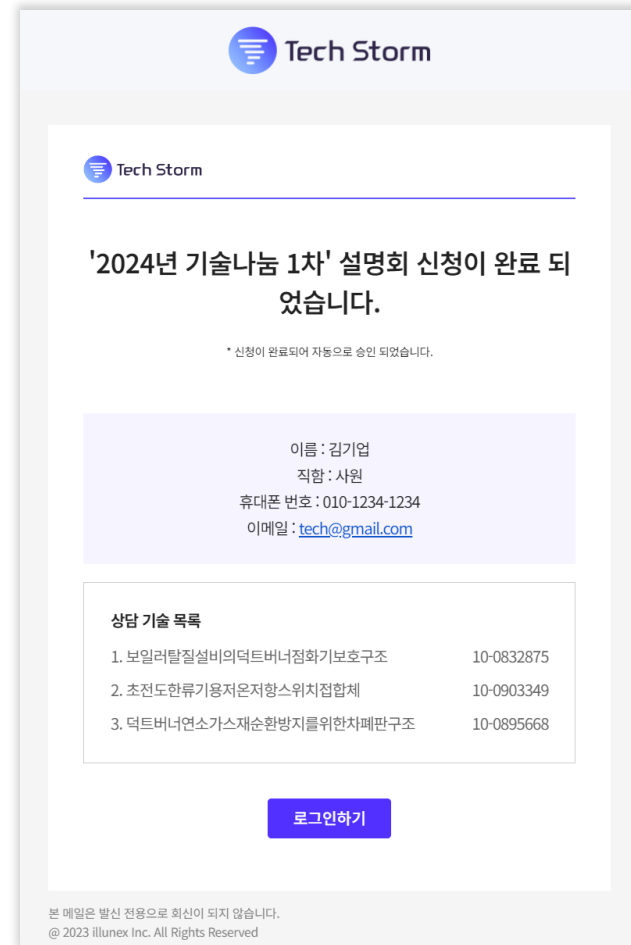 Tech Storm
Tech Storm
'2024년 기술나눔 1차' 설명회 신청이 완료 되
었습니다.
* 신청이 완료되어 자동으로 승인 되었습니다.
이름 : 김기업
직함 : 사원
휴대폰 번호 : 010-1234-1234
이메일 : tech@gmail.com
상담 기술 목록
1. 보일러탈질설비의덕트버너점화기보호구조 10-0832875
2. 초전도한류기용저온저항스위치접합체 10-0903349
3. 덕트버너연소가스재순환방지를위한차폐판구조 10-0895668
로그인하기
본 메일은 발신 전용으로 회신이 되지 않습니다.
@ 2023 illunex Inc. All Rights Reserved